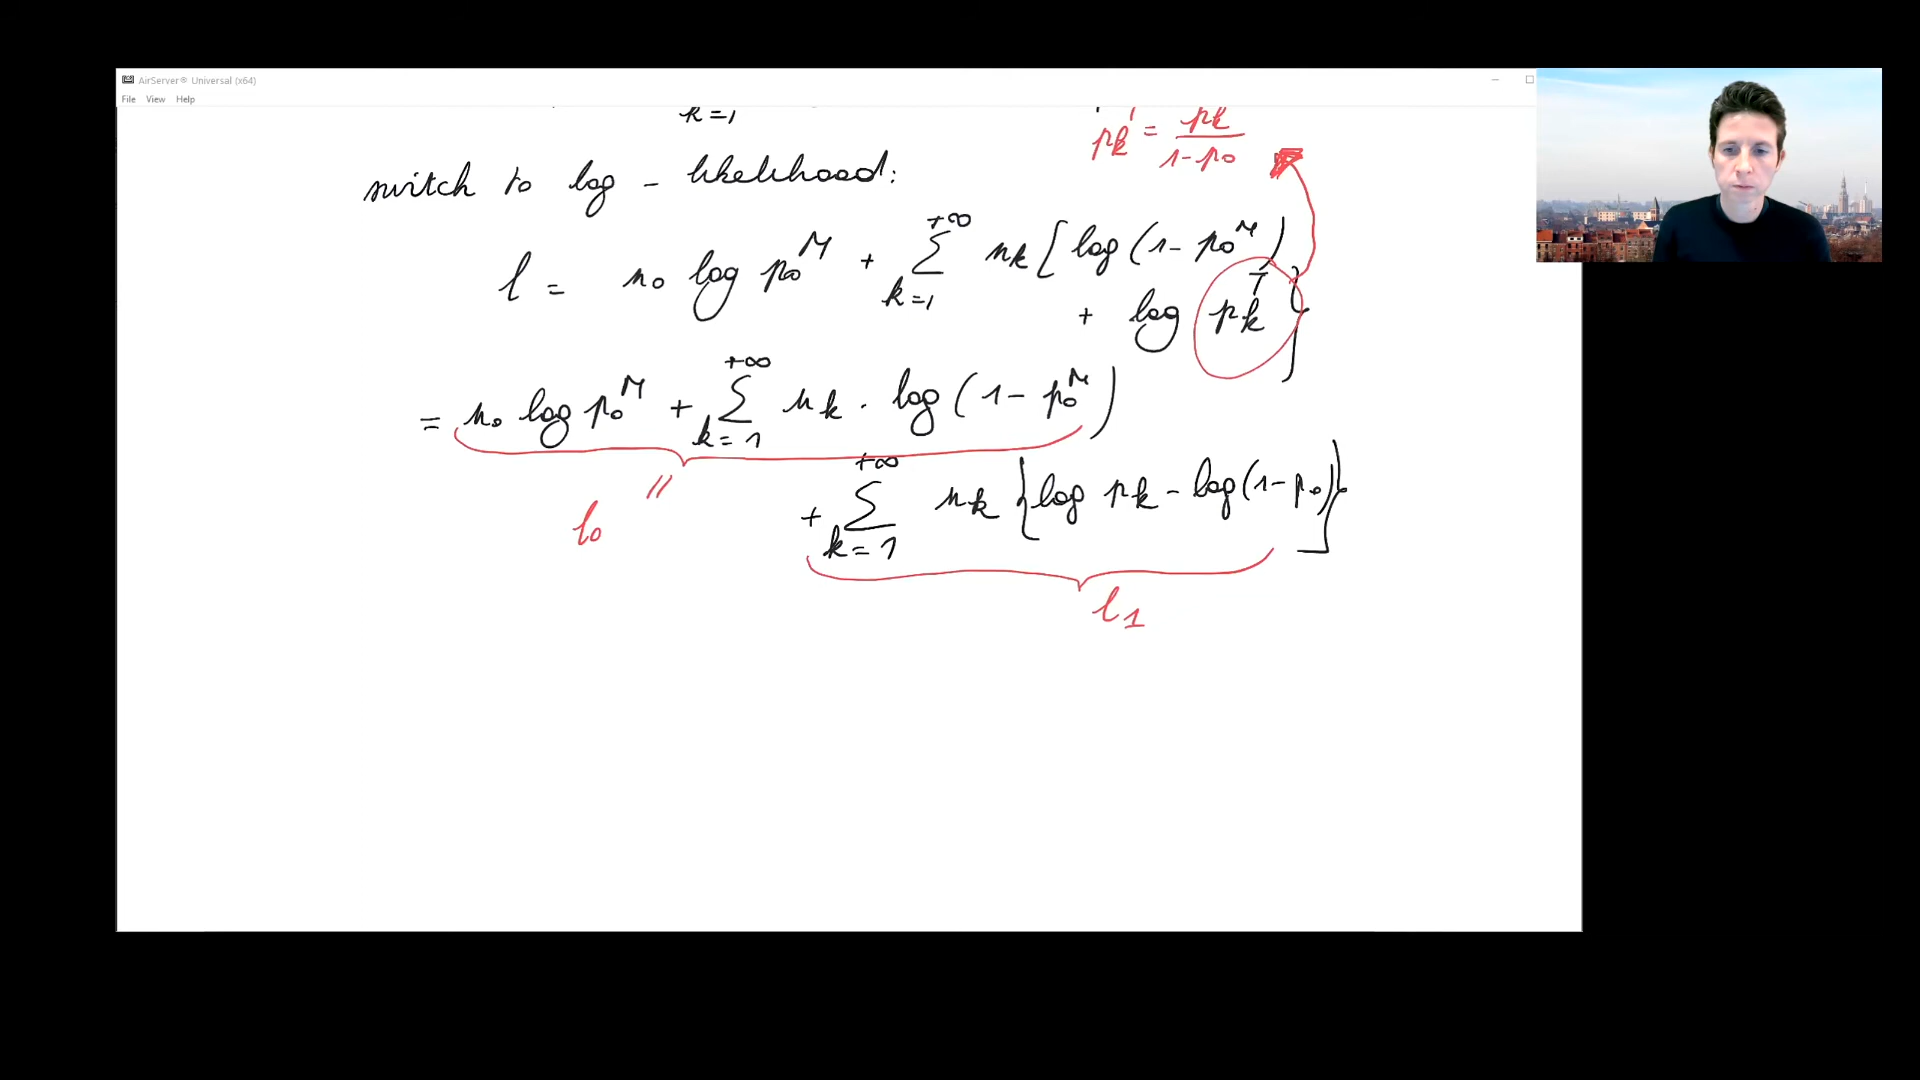 AirServer® Universal (x64)
File View Help
k=1
pk^T = pk / 1-p0
switch to log - likelihood:
l = n0 log p0^M + Σ_{k=1}^{+∞} nk [ log (1- p0^M)
+ log pk^T ]
= n0 log p0^M + Σ_{k=1}^{+∞} nk . log (1- p0^M)
+ Σ_{k=1}^{+∞} nk { log pk - log(1-p0) }
l0
l1